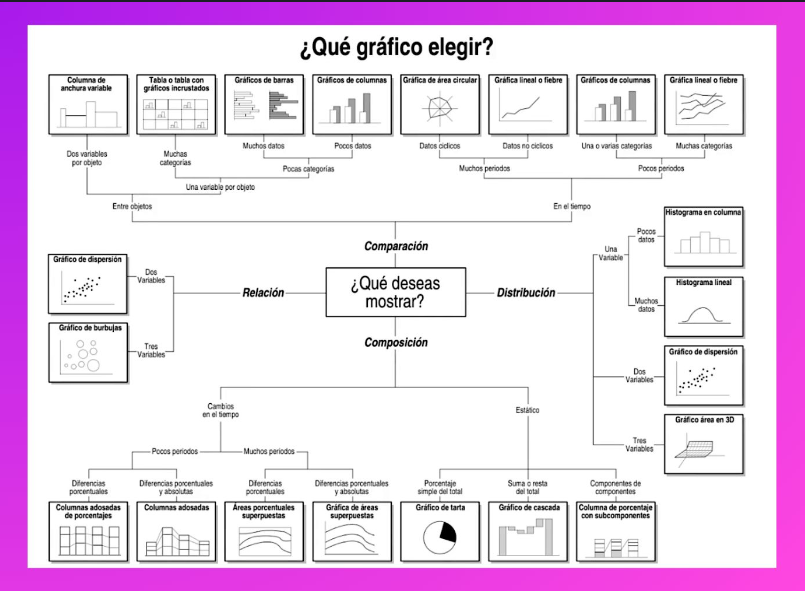 ¿Qué gráfico elegir?
Columna de
anchura variable
Tabla o tabla con
gráficos incrustados
Gráficos de barras
Gráficos de columnas
Gráfica de área circular
Gráfica lineal o fiebre
Gráficos de columnas
Gráfica lineal o fiebre
Dos variables
por objeto
Muchas
categorías
Muchos datos
Pocos datos
Datos cíclicos
Datos no cíclicos
Una o varias categorías
Muchas categorías
Pocas categorías
Muchos periodos
Pocos periodos
Una variable por objeto
Entre objetos
En el tiempo
Comparación
Gráfico de dispersión
Dos
Variables
Gráfico de burbujas
Tres
Variables
Relación
¿Qué deseas
mostrar?
Distribución
Una
Variable
Pocos
datos
Histograma en columna
Muchos
datos
Histograma lineal
Dos
Variables
Gráfico de dispersión
Tres
Variables
Gráfico área en 3D
Composición
Cambios
en el tiempo
Estático
Pocos periodos
Muchos periodos
Diferencias
porcentuales
Diferencias porcentuales
y absolutas
Diferencias
porcentuales
Diferencias porcentuales
y absolutas
Porcentaje
simple del total
Suma o resta
del total
Componentes de
componentes
Columnas adosadas
de porcentajes
Columnas adosadas
Áreas porcentuales
superpuestas
Gráfica de áreas
superpuestas
Gráfico de tarta
Gráfico de cascada
Columna de porcentaje
con subcomponentes